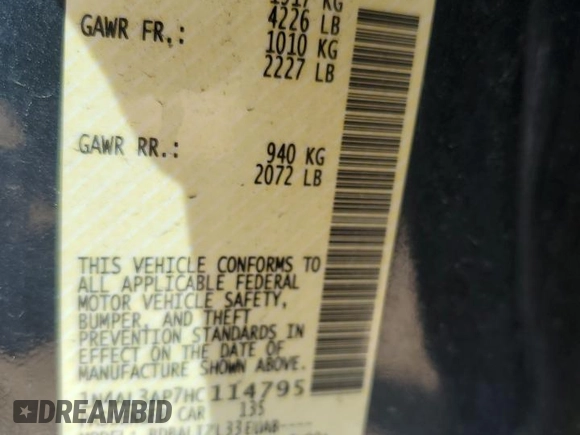 4226 LB
GAWR FR.: 1010 KG
2227 LB
GAWR RR.: 940 KG
2072 LB
THIS VEHICLE CONFORMS TO
ALL APPLICABLE FEDERAL
MOTOR VEHICLE SAFETY,
BUMPER, AND THEFT
PREVENTION STANDARDS IN
EFFECT ON THE DATE OF
MANUFACTURE SHOWN ABOVE.
1N4AL3AP7HC114795
CAR 135
AUTOBIDCAR